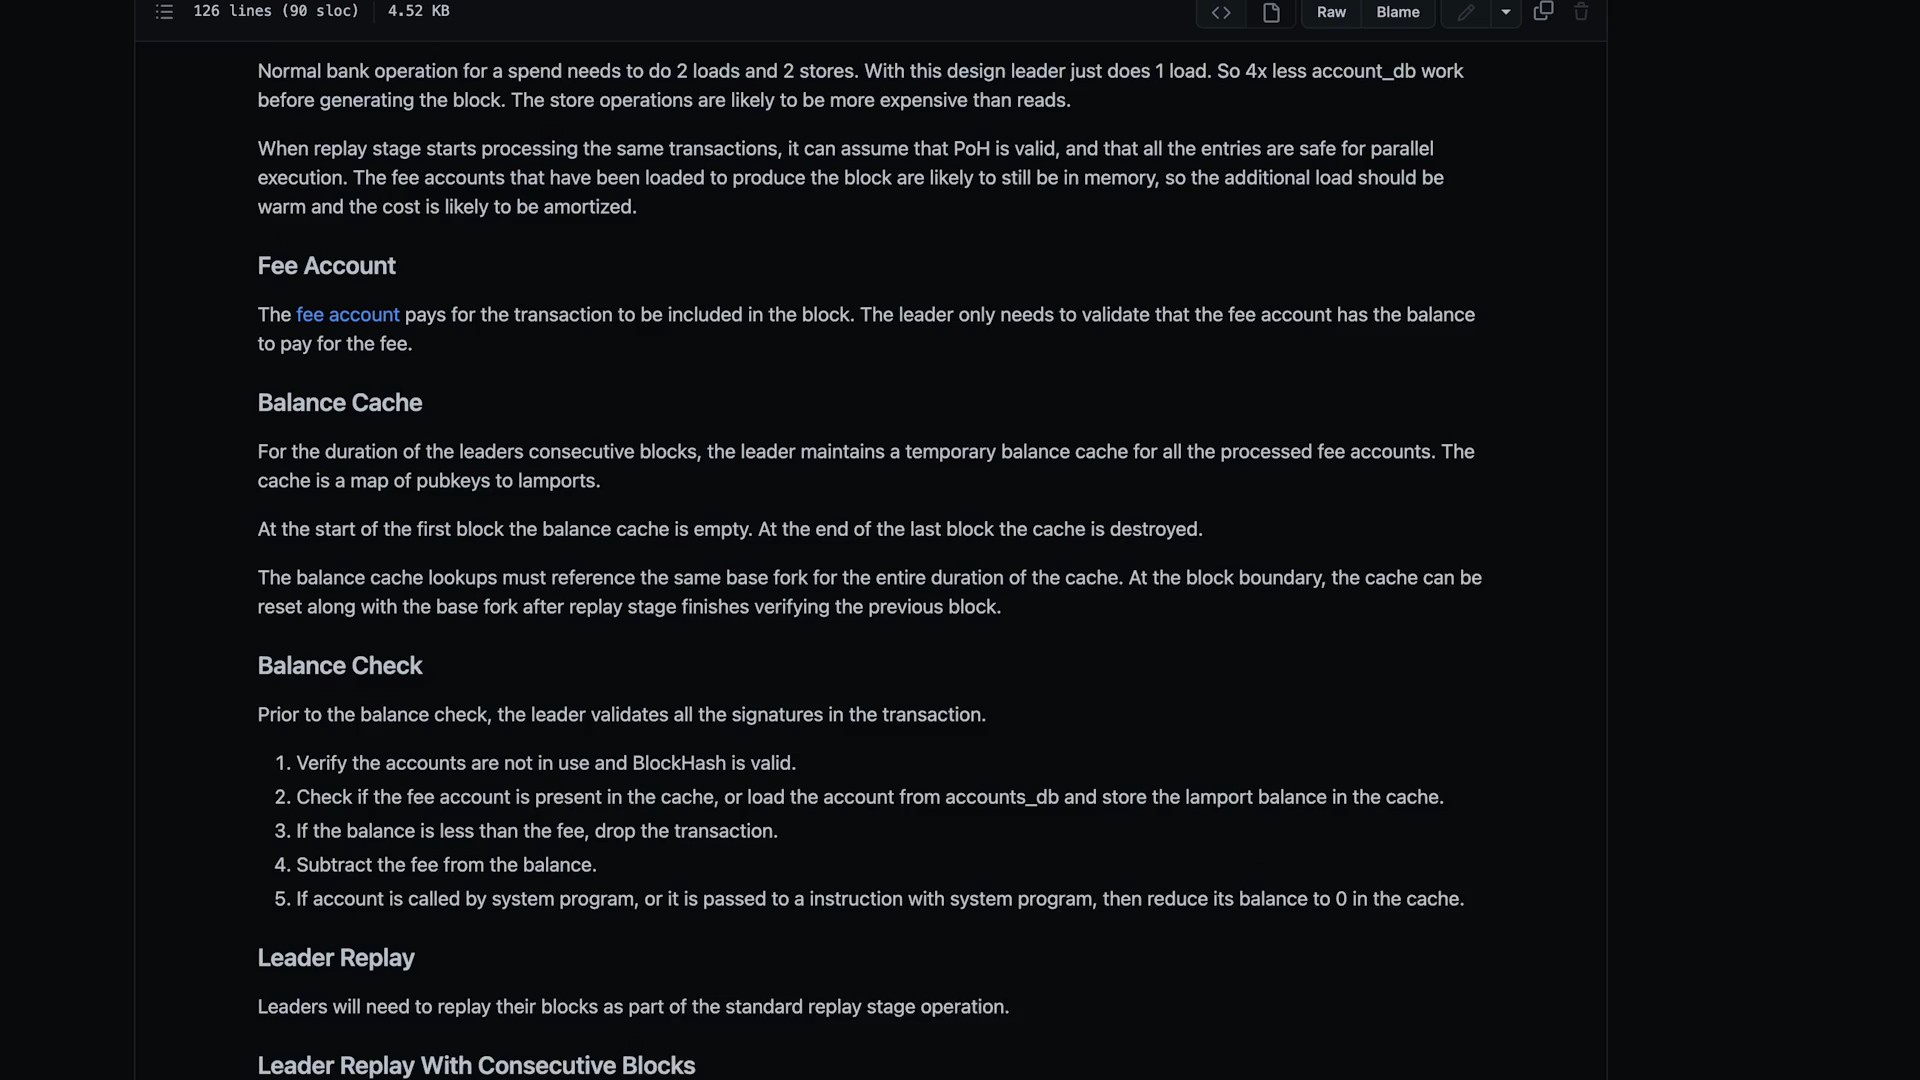 126 lines (90 sloc) 4.52 KB Raw Blame
Normal bank operation for a spend needs to do 2 loads and 2 stores. With this design leader just does 1 load. So 4x less account_db work
before generating the block. The store operations are likely to be more expensive than reads.
When replay stage starts processing the same transactions, it can assume that PoH is valid, and that all the entries are safe for parallel
execution. The fee accounts that have been loaded to produce the block are likely to still be in memory, so the additional load should be
warm and the cost is likely to be amortized.
Fee Account
The fee account pays for the transaction to be included in the block. The leader only needs to validate that the fee account has the balance
to pay for the fee.
Balance Cache
For the duration of the leaders consecutive blocks, the leader maintains a temporary balance cache for all the processed fee accounts. The
cache is a map of pubkeys to lamports.
At the start of the first block the balance cache is empty. At the end of the last block the cache is destroyed.
The balance cache lookups must reference the same base fork for the entire duration of the cache. At the block boundary, the cache can be
reset along with the base fork after replay stage finishes verifying the previous block.
Balance Check
Prior to the balance check, the leader validates all the signatures in the transaction.
1. Verify the accounts are not in use and BlockHash is valid.
2. Check if the fee account is present in the cache, or load the account from accounts_db and store the lamport balance in the cache.
3. If the balance is less than the fee, drop the transaction.
4. Subtract the fee from the balance.
5. If account is called by system program, or it is passed to a instruction with system program, then reduce its balance to 0 in the cache.
Leader Replay
Leaders will need to replay their blocks as part of the standard replay stage operation.
Leader Replay With Consecutive Blocks